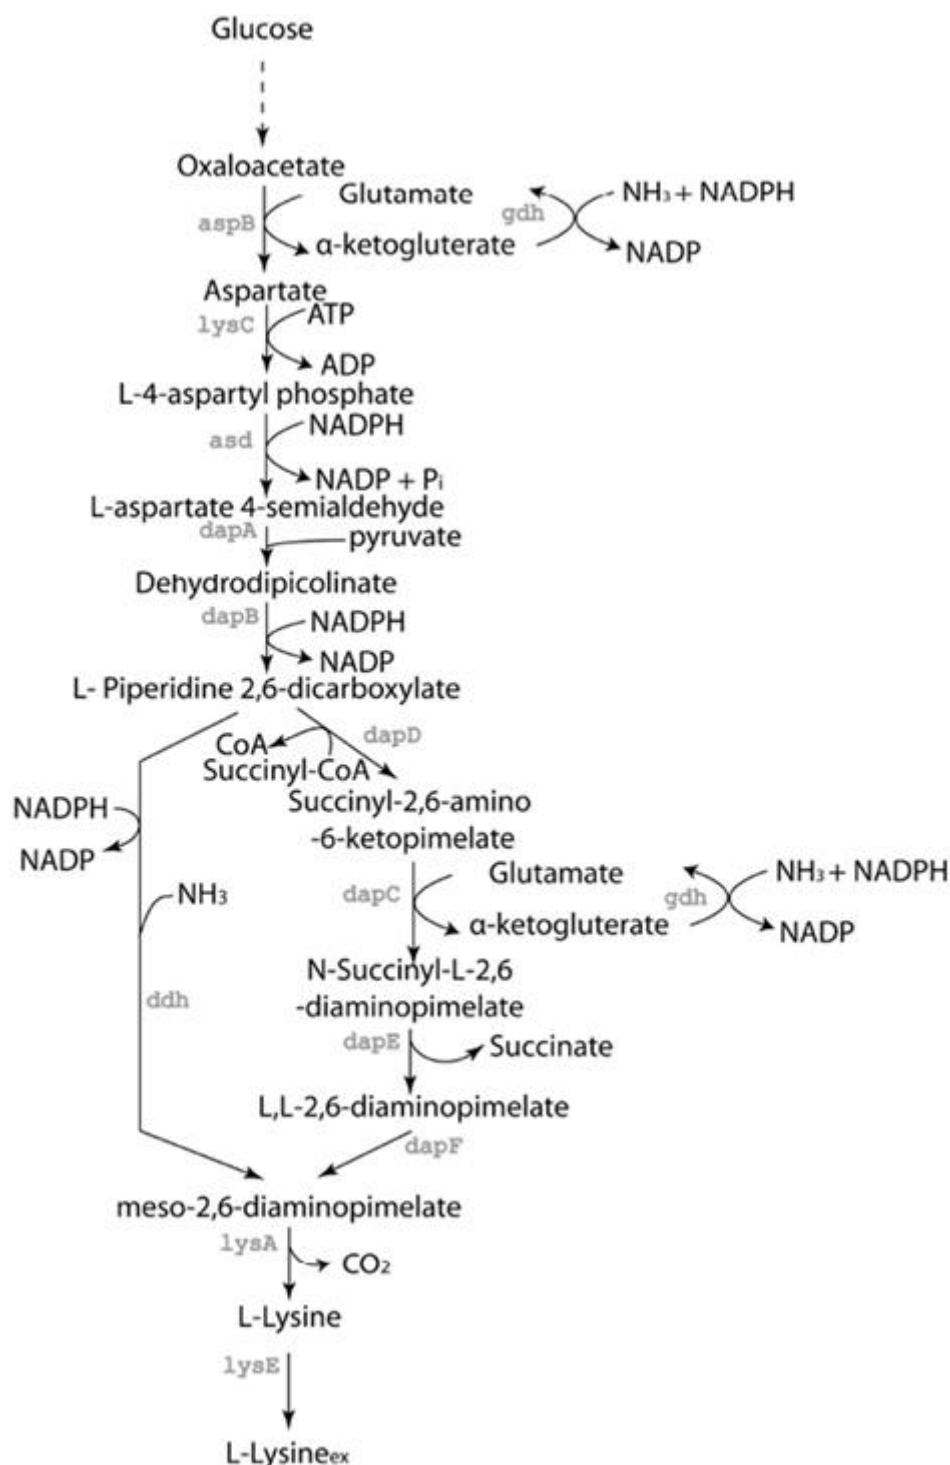 Glucose
Oxaloacetate
Glutamate
NH₃ + NADPH
aspB
gdh
α-ketogluterate
NADP
Aspartate
lysC
ATP
ADP
L-4-aspartyl phosphate
NADPH
asd
NADP + Pᵢ
L-aspartate 4-semialdehyde
dapA
pyruvate
Dehydrodipicolinate
dapB
NADPH
NADP
L- Piperidine 2,6-dicarboxylate
dapD
CoA
Succinyl-CoA
NADPH
Succinyl-2,6-amino
-6-ketopimelate
NADP
Glutamate
NH₃ + NADPH
dapC
gdh
NH₃
α-ketogluterate
NADP
N-Succinyl-L-2,6
-diaminopimelate
ddh
dapE
Succinate
L,L-2,6-diaminopimelate
dapF
meso-2,6-diaminopimelate
lysA
CO₂
L-Lysine
lysE
L-Lysineₑₓ